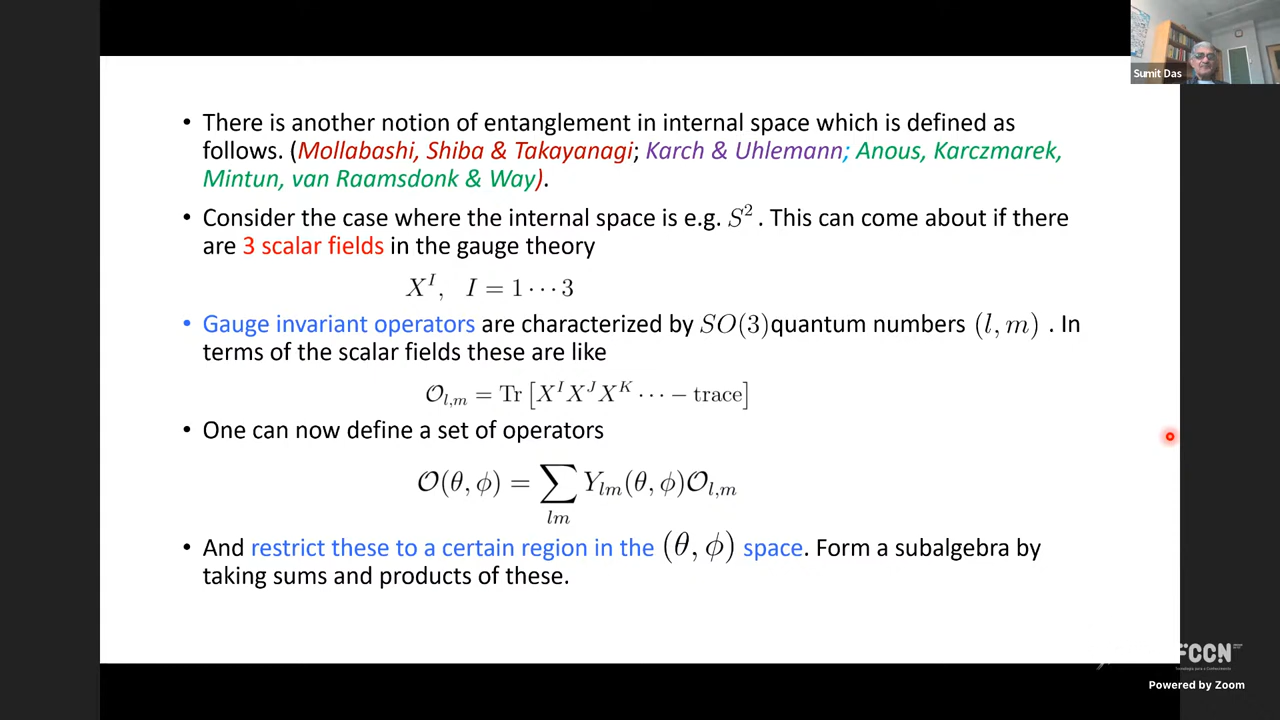 • There is another notion of entanglement in internal space which is defined as
follows. (Mollabashi, Shiba & Takayanagi; Karch & Uhlemann; Anous, Karczmarek,
Mintun, van Raamsdonk & Way).
• Consider the case where the internal space is e.g. S² . This can come about if there
are 3 scalar fields in the gauge theory
X^I, I = 1 ⋯ 3
• Gauge invariant operators are characterized by SO(3)quantum numbers (l, m) . In
terms of the scalar fields these are like
𝒪_{l,m} = Tr [X^I X^J X^K ⋯ − trace]
• One can now define a set of operators
𝒪(θ, ϕ) = ∑_{lm} Y_{lm}(θ, ϕ)𝒪_{l,m}
• And restrict these to a certain region in the (θ, ϕ) space. Form a subalgebra by
taking sums and products of these.
Sumit Das
FCCN
Powered by Zoom